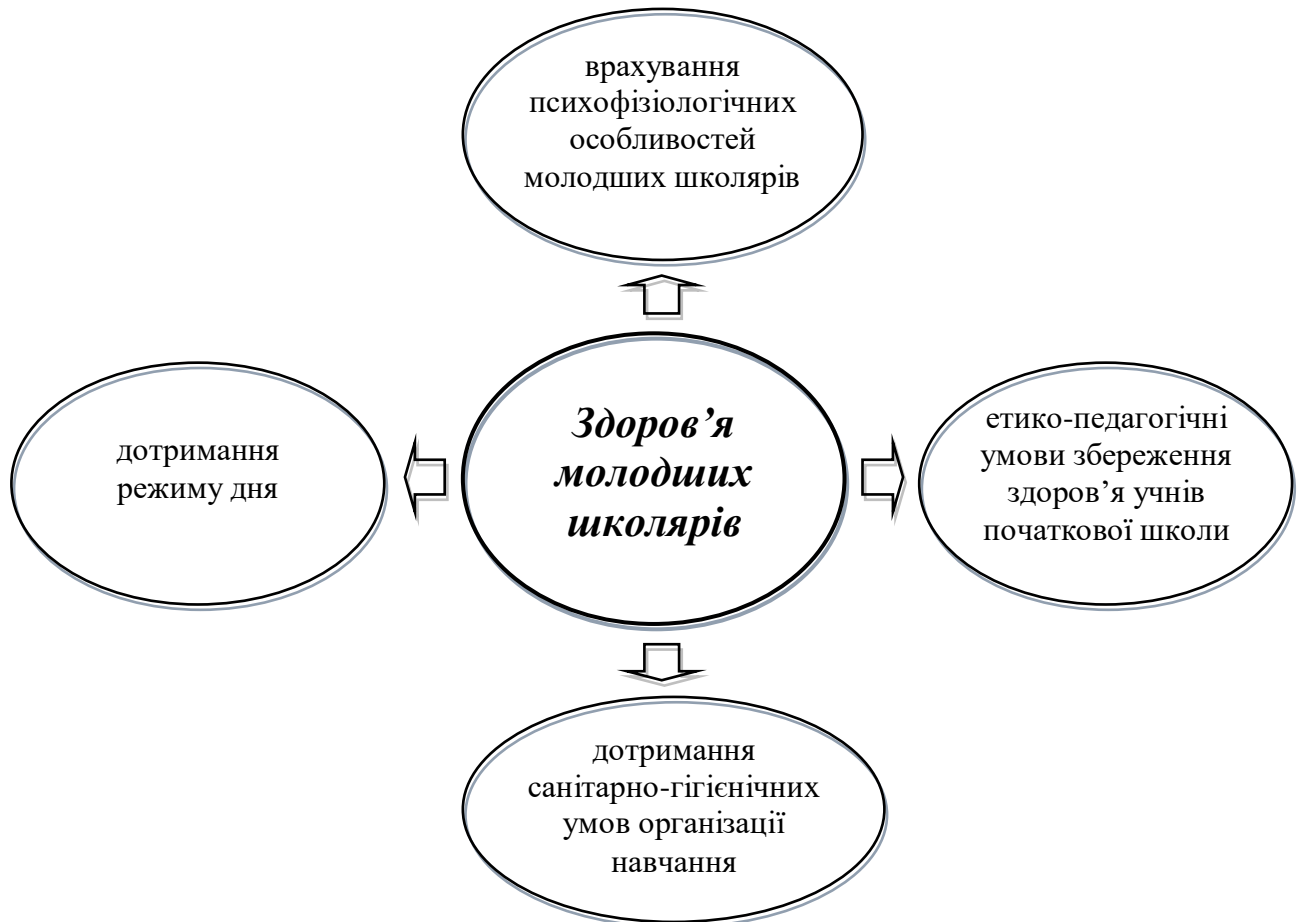 врахування
психофізіологічних
особливостей
молодших школярів
дотримання
режиму дня
Здоров’я
молодших
школярів
етико-педагогічні
умови збереження
здоров’я учнів
початкової школи
дотримання
санітарно-гігієнічних
умов організації
навчання